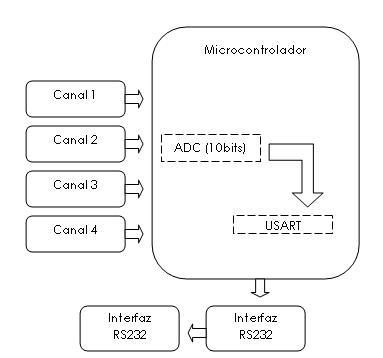 Microcontrolador
Canal 1
Canal 2
ADC (10bits)
Canal 3
Canal 4
USART
Interfaz
RS232
Interfaz
RS232